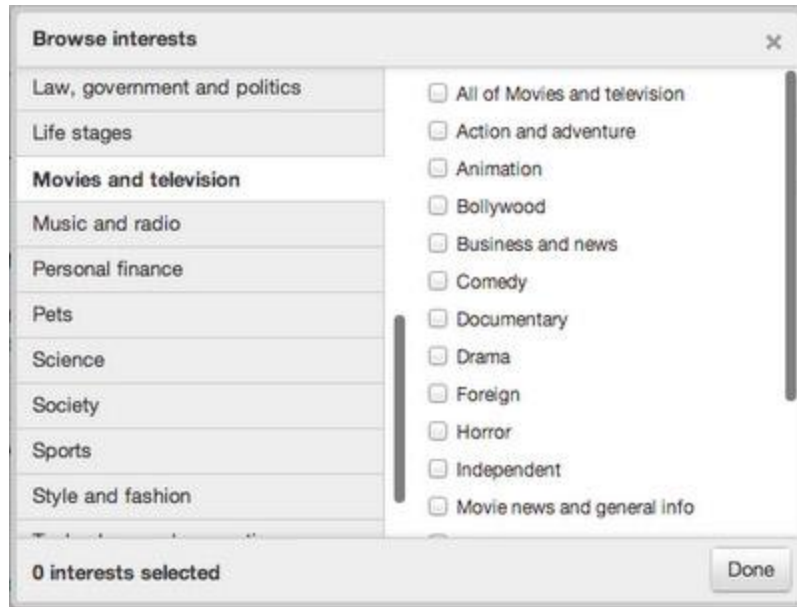 Browse interests
×
Law, government and politics
Life stages
Movies and television
Music and radio
Personal finance
Pets
Science
Society
Sports
Style and fashion
All of Movies and television
Action and adventure
Animation
Bollywood
Business and news
Comedy
Documentary
Drama
Foreign
Horror
Independent
Movie news and general info
0 interests selected
Done